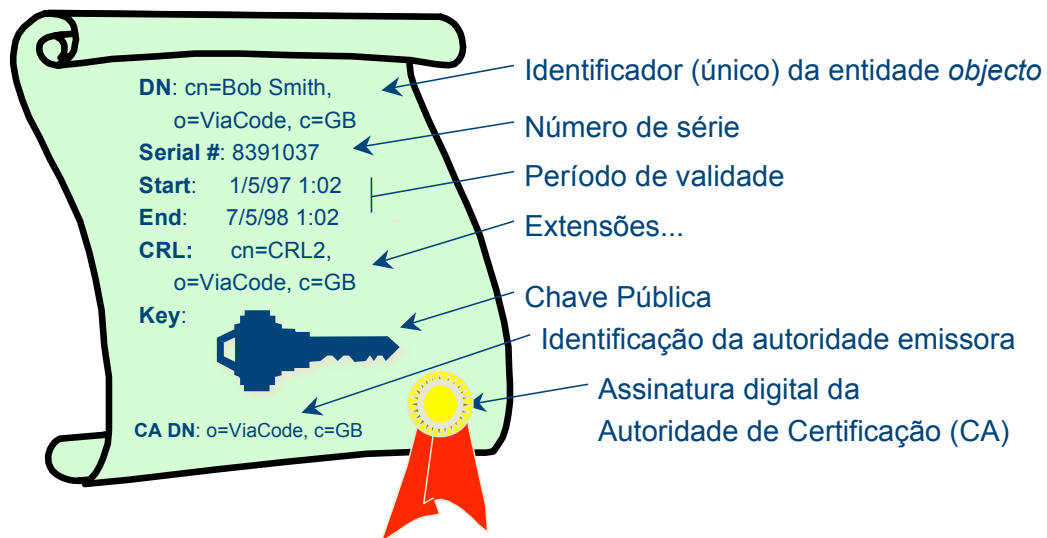 DN: cn=Bob Smith,
o=ViaCode, c=GB
Serial #: 8391037
Start: 1/5/97 1:02
End: 7/5/98 1:02
CRL: cn=CRL2,
o=ViaCode, c=GB
Key:
CA DN: o=ViaCode, c=GB
Identificador (único) da entidade objecto
Número de série
Período de validade
Extensões...
Chave Pública
Identificação da autoridade emissora
Assinatura digital da
Autoridade de Certificação (CA)